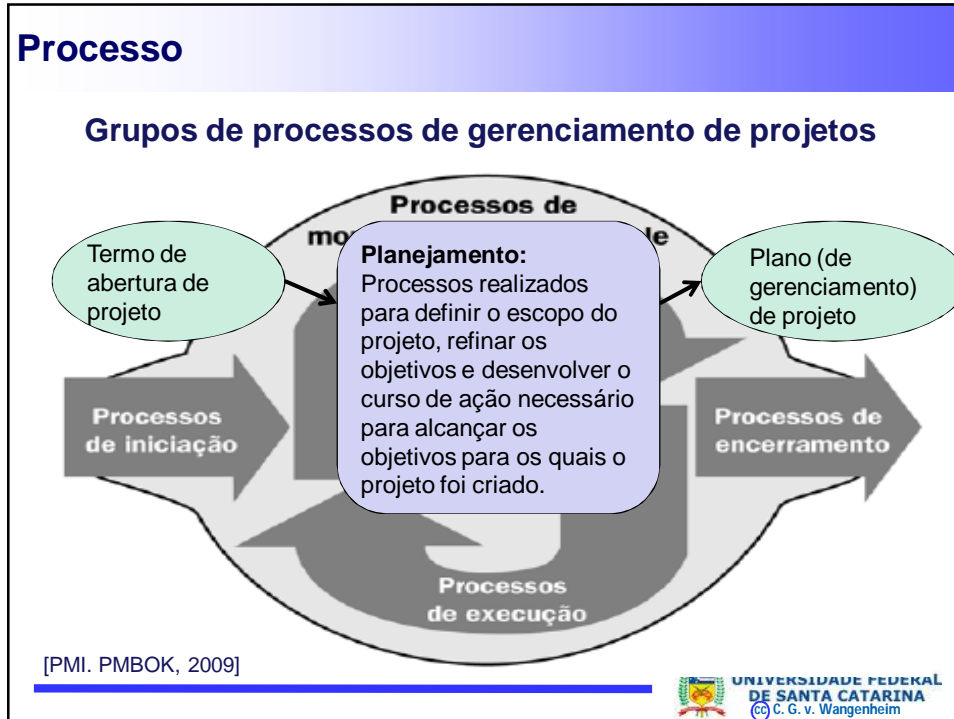 Processo
Grupos de processos de gerenciamento de projetos
Processos de
Termo de
abertura de
projeto
Planejamento:
Processos realizados
para definir o escopo do
projeto, refinar os
objetivos e desenvolver o
curso de ação necessário
para alcançar os
objetivos para os quais o
projeto foi criado.
Plano (de
gerenciamento)
de projeto
Processos
de iniciação
Processos de
encerramento
Processos
de execução
[PMI. PMBOK, 2009]
UNIVERSIDADE FEDERAL
DE SANTA CATARINA
cc C. G. v. Wangenheim